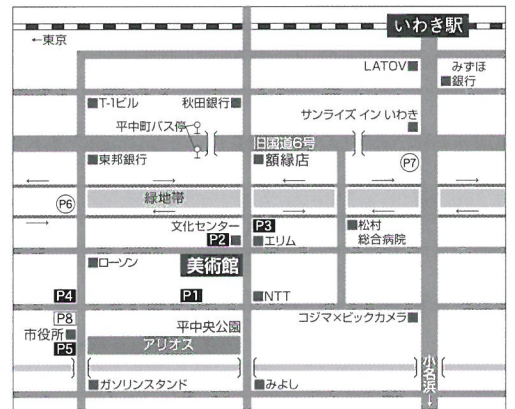 いわき駅
←東京
LATOV
みずほ
銀行
T-1ビル
秋田銀行
サンライズ イン いわき
平中町バス停
旧国道6号
東邦銀行
額縁店
P7
P6
緑地帯
文化センター
P2
P3
エリム
松村
総合病院
ローソン
美術館
P4
P1
NTT
P8
市役所
P5
平中央公園
アリオス
コジマ×ビックカメラ
小名浜→
ガソリンスタンド
みよし